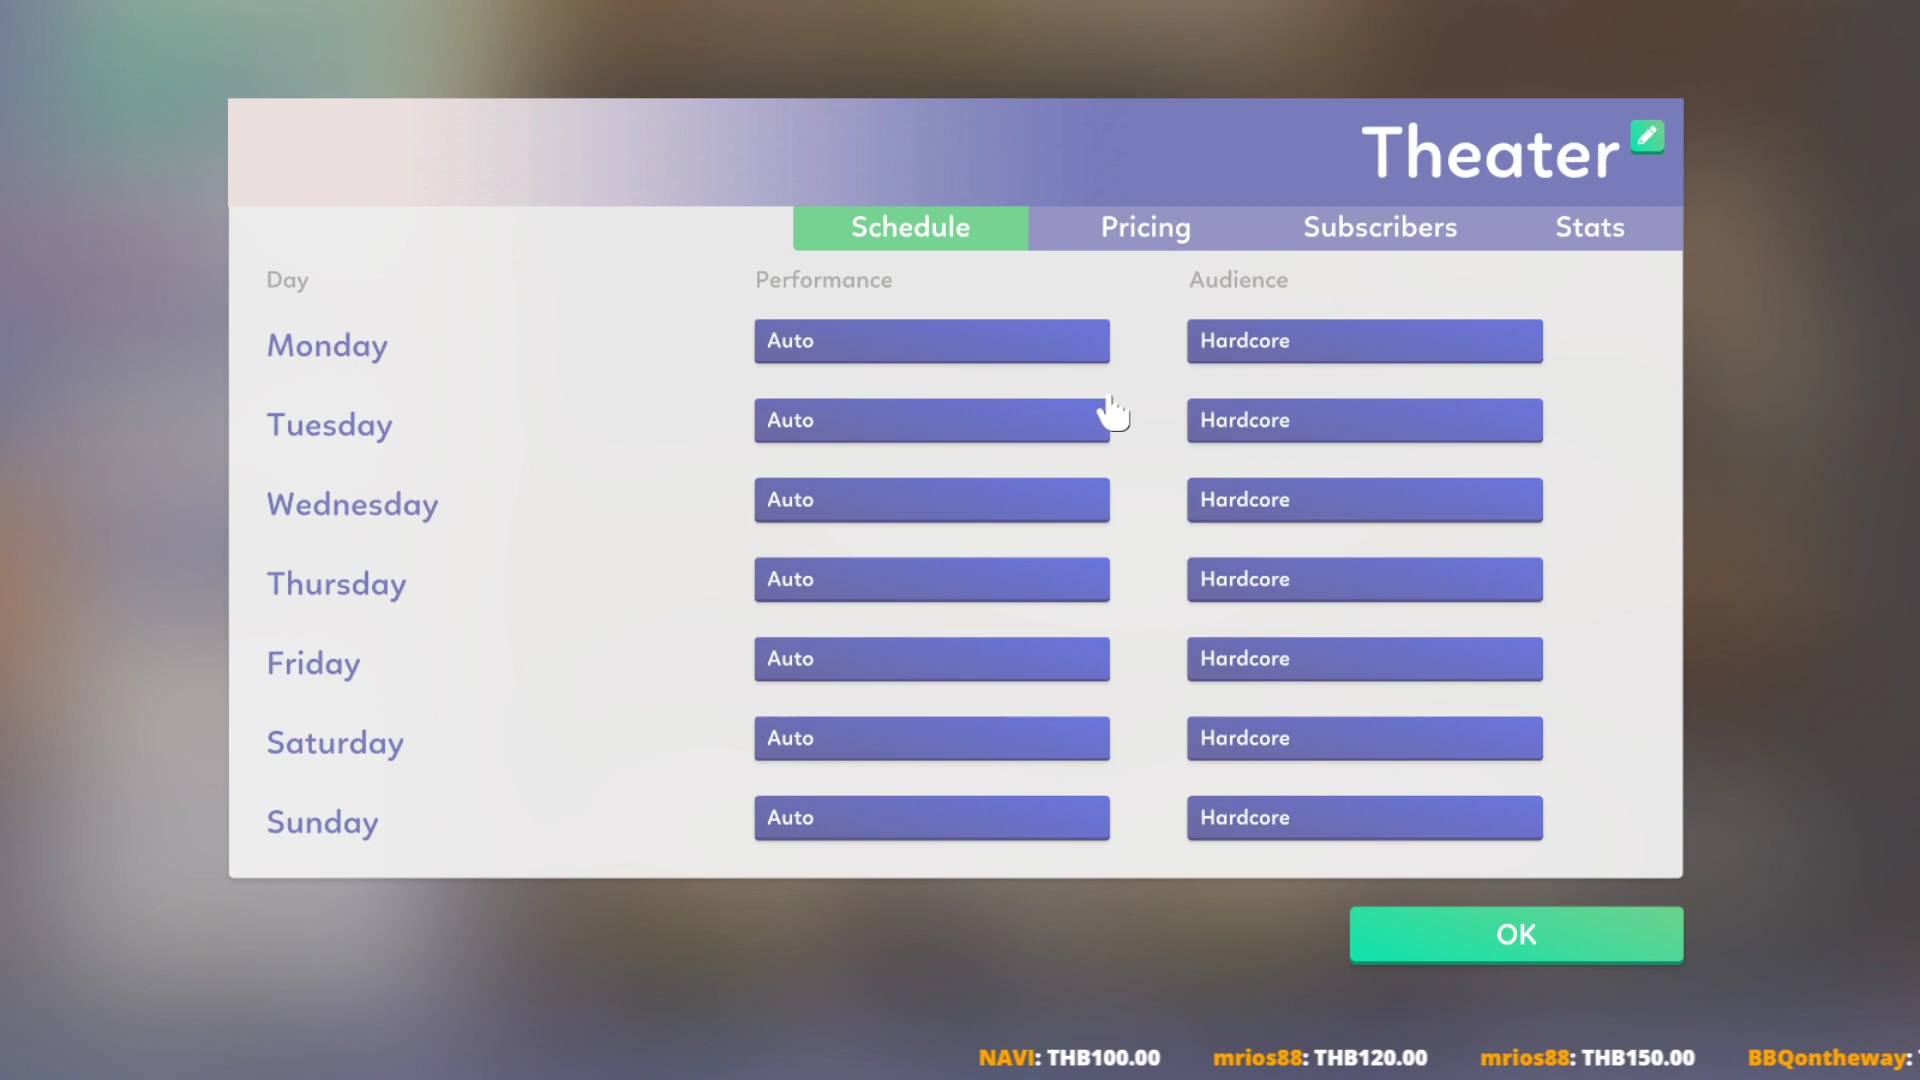 Theater
Schedule Pricing Subscribers Stats
Day Performance Audience
Monday Auto Hardcore
Tuesday Auto Hardcore
Wednesday Auto Hardcore
Thursday Auto Hardcore
Friday Auto Hardcore
Saturday Auto Hardcore
Sunday Auto Hardcore
OK
NAVI: THB100.00 mrios88: THB120.00 mrios88: THB150.00 BBQontheway: